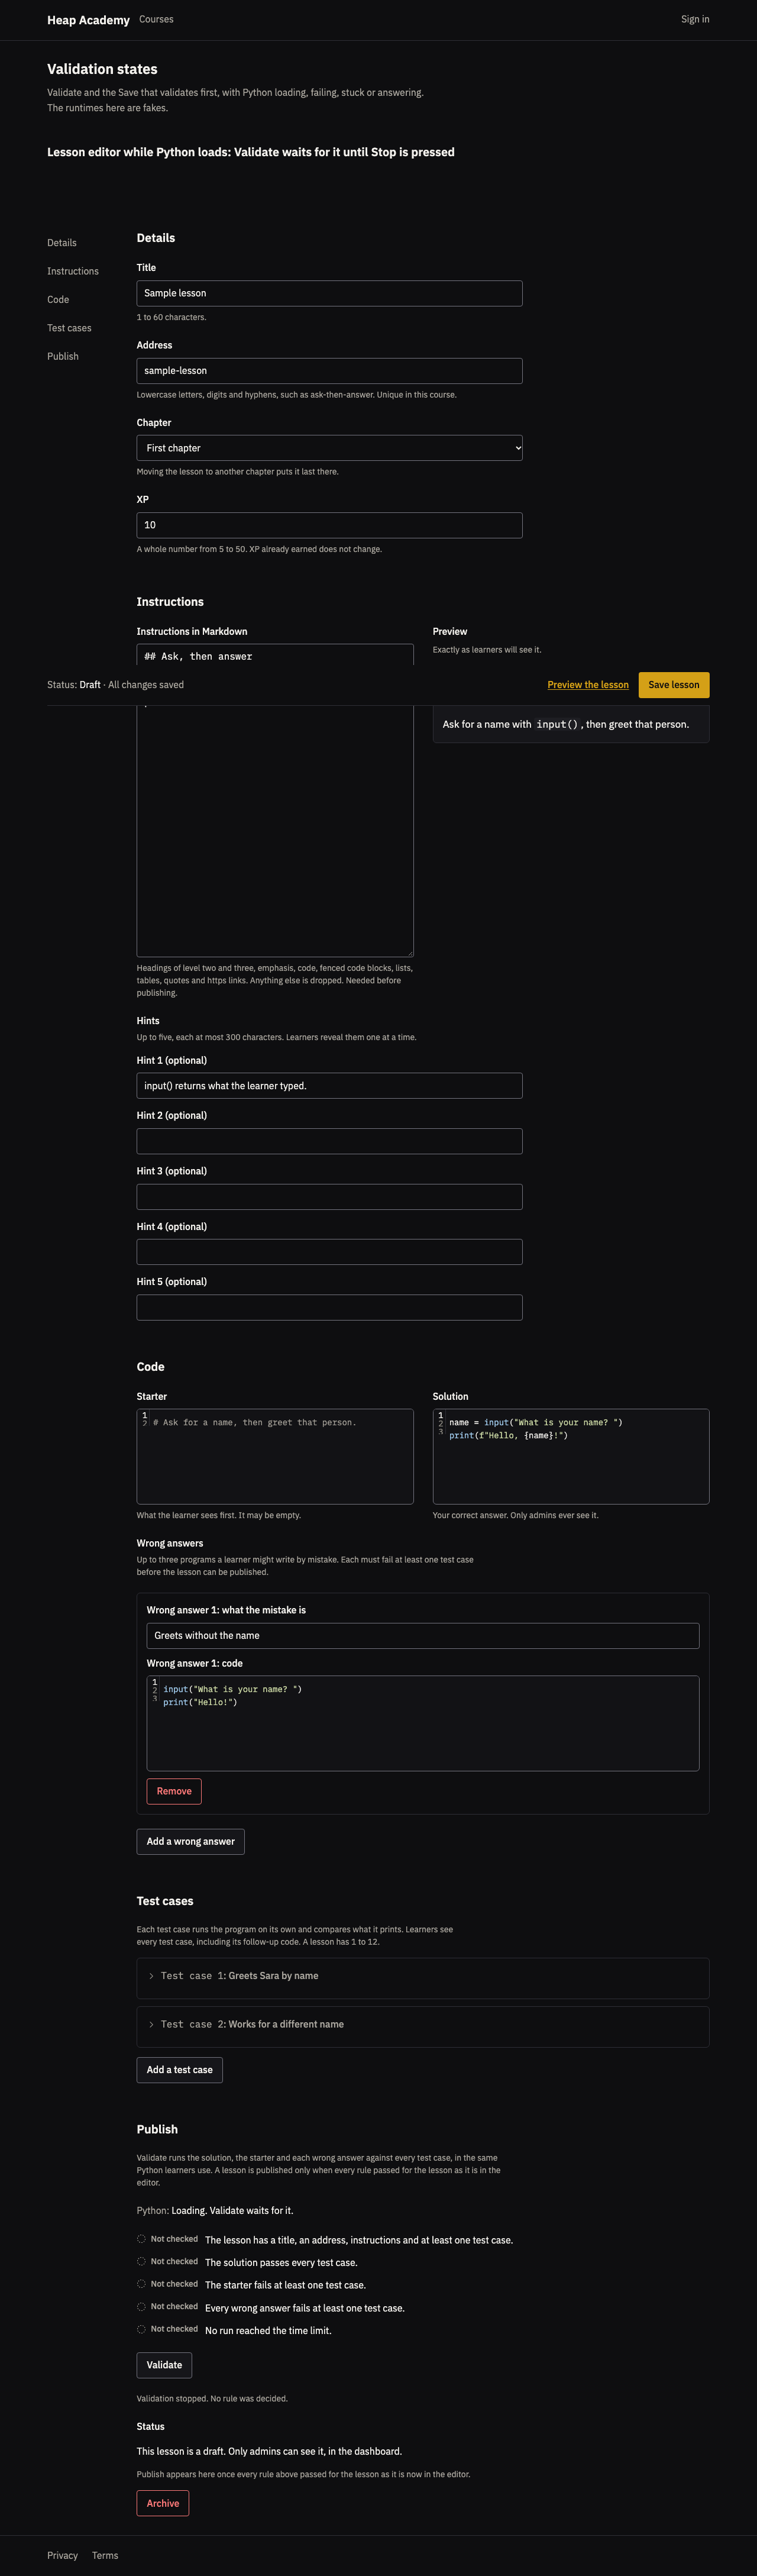 Heap Academy
Courses
Sign in
Validation states
Validate and the Save that validates first, with Python loading, failing, stuck or answering.
The runtimes here are fakes.
Lesson editor while Python loads: Validate waits for it until Stop is pressed
Details
Instructions
Code
Test cases
Publish
Details
Title
Sample lesson
1 to 60 characters.
Address
sample-lesson
Lowercase letters, digits and hyphens, such as ask-then-answer. Unique in this course.
Chapter
First chapter
Moving the lesson to another chapter puts it last there.
XP
10
A whole number from 5 to 50. XP already earned does not change.
Instructions
Instructions in Markdown
## Ask, then answer
Preview
Exactly as learners will see it.
Status: Draft · All changes saved
Preview the lesson
Save lesson
Ask for a name with input(), then greet that person.
Headings of level two and three, emphasis, code, fenced code blocks, lists,
tables, quotes and https links. Anything else is dropped. Needed before
publishing.
Hints
Up to five, each at most 300 characters. Learners reveal them one at a time.
Hint 1 (optional)
input() returns what the learner typed.
Hint 2 (optional)
Hint 3 (optional)
Hint 4 (optional)
Hint 5 (optional)
Code
Starter
1
2
# Ask for a name, then greet that person.
What the learner sees first. It may be empty.
Solution
1
2
3
name = input("What is your name? ")
print(f"Hello, {name}!")
Your correct answer. Only admins ever see it.
Wrong answers
Up to three programs a learner might write by mistake. Each must fail at least one test case
before the lesson can be published.
Wrong answer 1: what the mistake is
Greets without the name
Wrong answer 1: code
1
2
3
input("What is your name? ")
print("Hello!")
Remove
Add a wrong answer
Test cases
Each test case runs the program on its own and compares what it prints. Learners see
every test case, including its follow-up code. A lesson has 1 to 12.
Test case 1: Greets Sara by name
Test case 2: Works for a different name
Add a test case
Publish
Validate runs the solution, the starter and each wrong answer against every test case, in the same
Python learners use. A lesson is published only when every rule passed for the lesson as it is in the
editor.
Python: Loading. Validate waits for it.
Not checked The lesson has a title, an address, instructions and at least one test case.
Not checked The solution passes every test case.
Not checked The starter fails at least one test case.
Not checked Every wrong answer fails at least one test case.
Not checked No run reached the time limit.
Validate
Validation stopped. No rule was decided.
Status
This lesson is a draft. Only admins can see it, in the dashboard.
Publish appears here once every rule above passed for the lesson as it is now in the editor.
Archive
Privacy
Terms